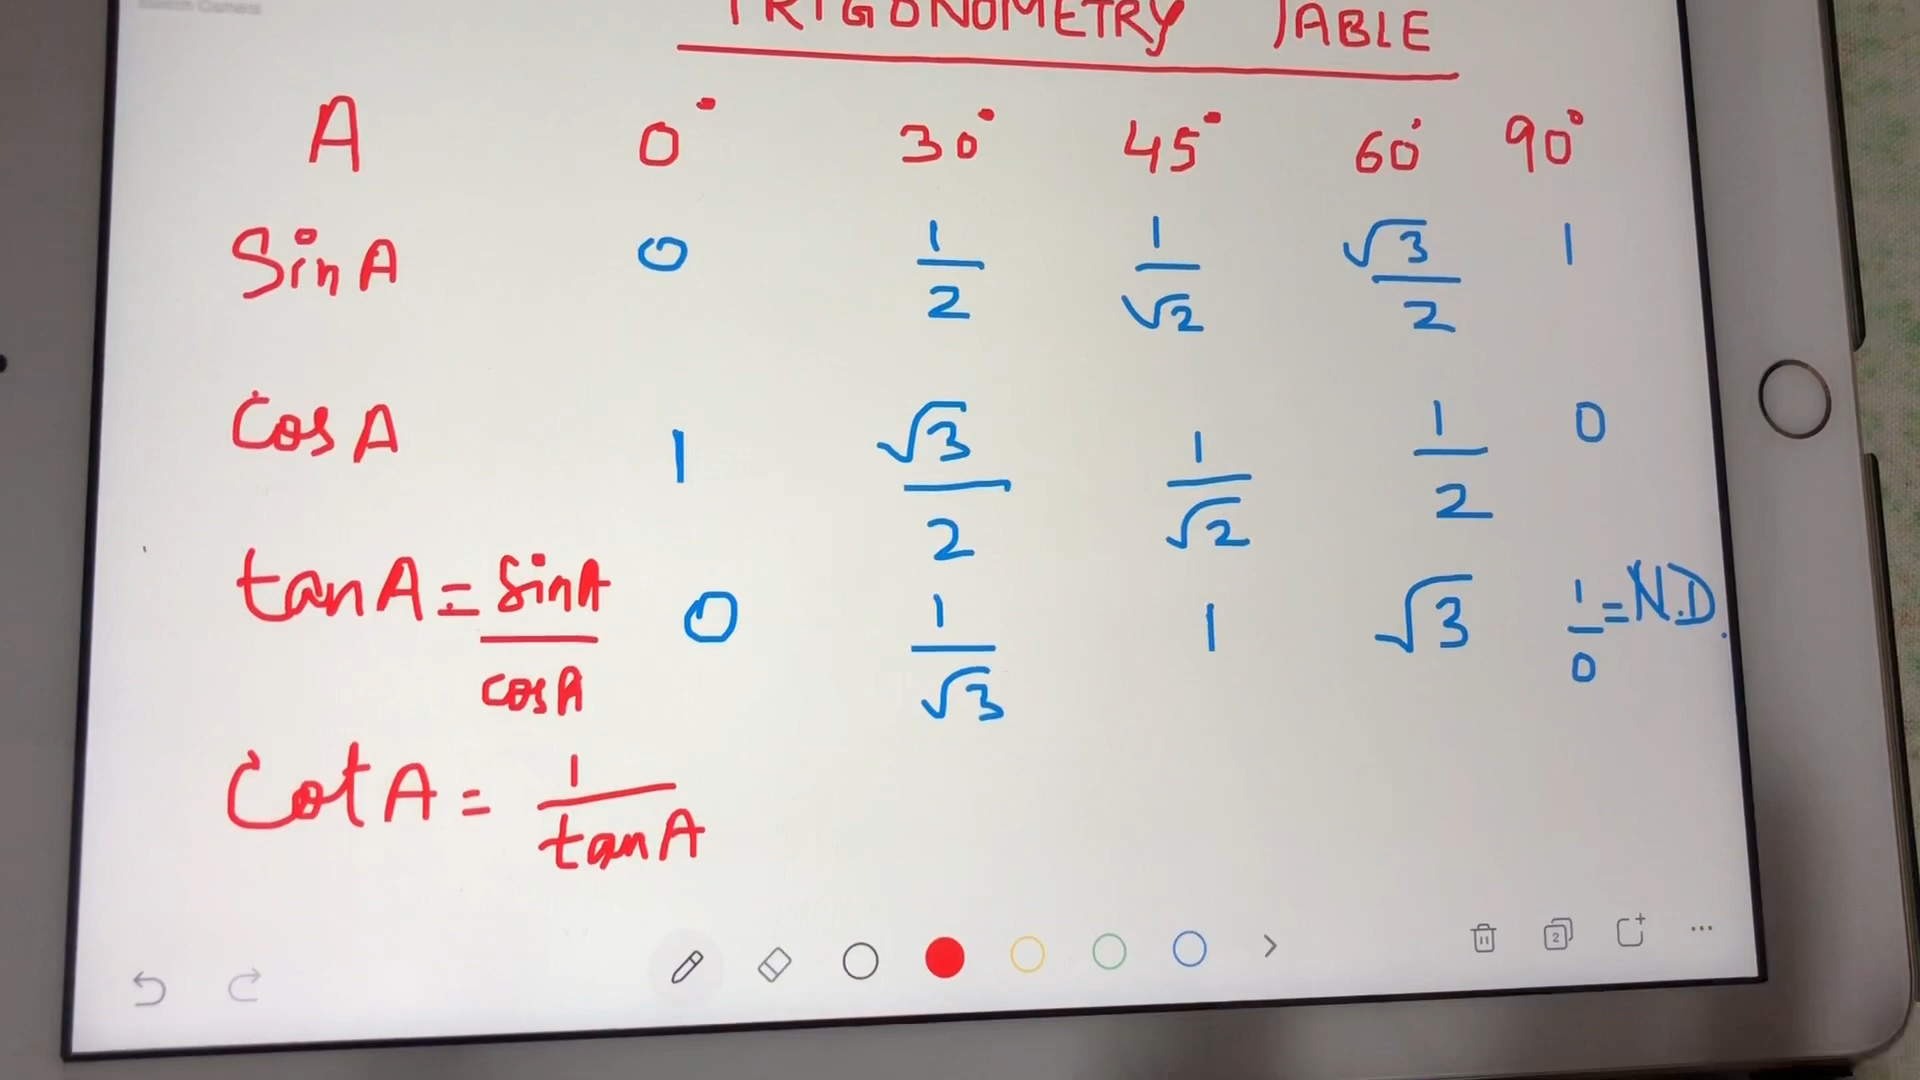 TRIGONOMETRY TABLE
A 0° 30° 45° 60° 90°
Sin A 0 1/2 1/√2 √3/2 1
Cos A 1 √3/2 1/√2 1/2 0
tan A = sin A/cos A 0 1/√3 1 √3 1/0 = N.D.
Cot A = 1/tan A
2